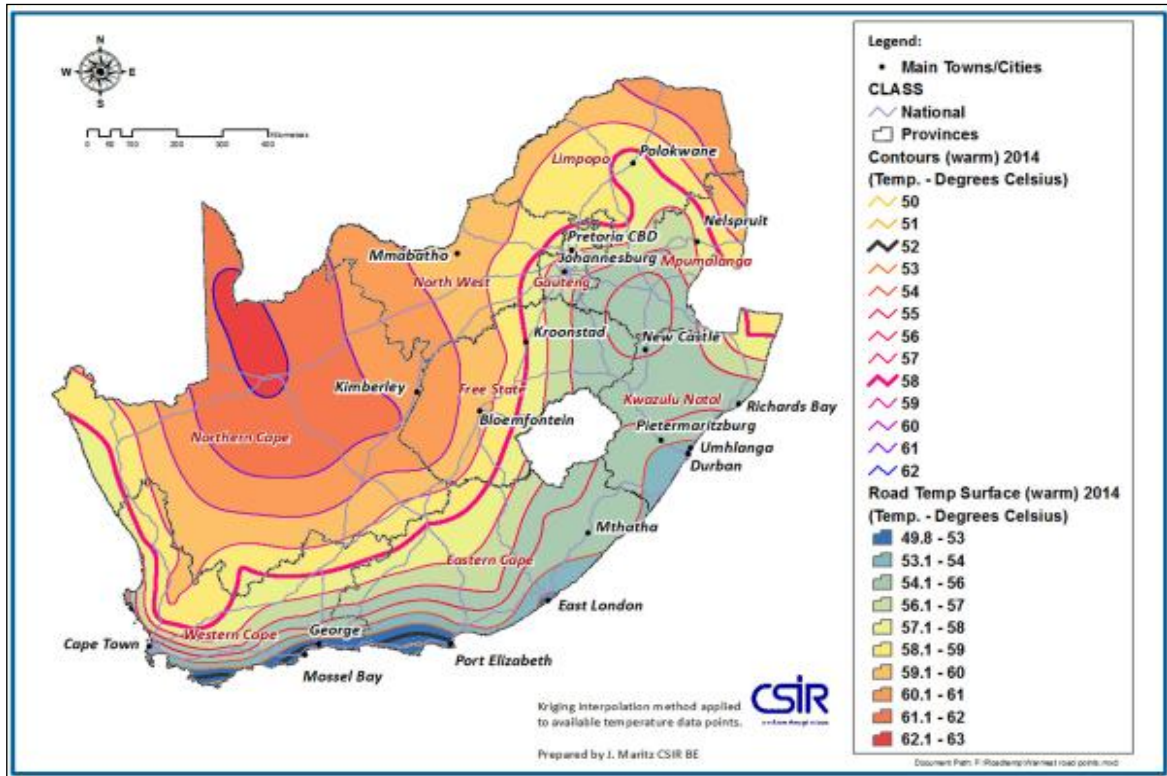 N
W E
S
Kilometers
0 50 100 200 300 400
Limpopo
Polokwane
Nelspruit
Pretoria CBD
Mmabatho
Johannesburg
Mpumalanga
North West
Gauteng
Kroonstad
New Castle
Kimberley
Free State
Kwazulu Natal
Richards Bay
Bloemfontein
Northern Cape
Pietermaritzburg
Umhlanga
Durban
Mthatha
Eastern Cape
East London
Western Cape
George
Cape Town
Port Elizabeth
Mossel Bay
Kriging Interpolation method applied
to available temperature data points.
Prepared by J. Maritz CSIR BE
CSIR
Legend:
Main Towns/Cities
CLASS
National
Provinces
Contours (warm) 2014
(Temp. - Degrees Celsius)
50
51
52
53
54
55
56
57
58
59
60
61
62
Road Temp Surface (warm) 2014
(Temp. - Degrees Celsius)
49.8 - 53
53.1 - 54
54.1 - 56
56.1 - 57
57.1 - 58
58.1 - 59
59.1 - 60
60.1 - 61
61.1 - 62
62.1 - 63
Document Path: